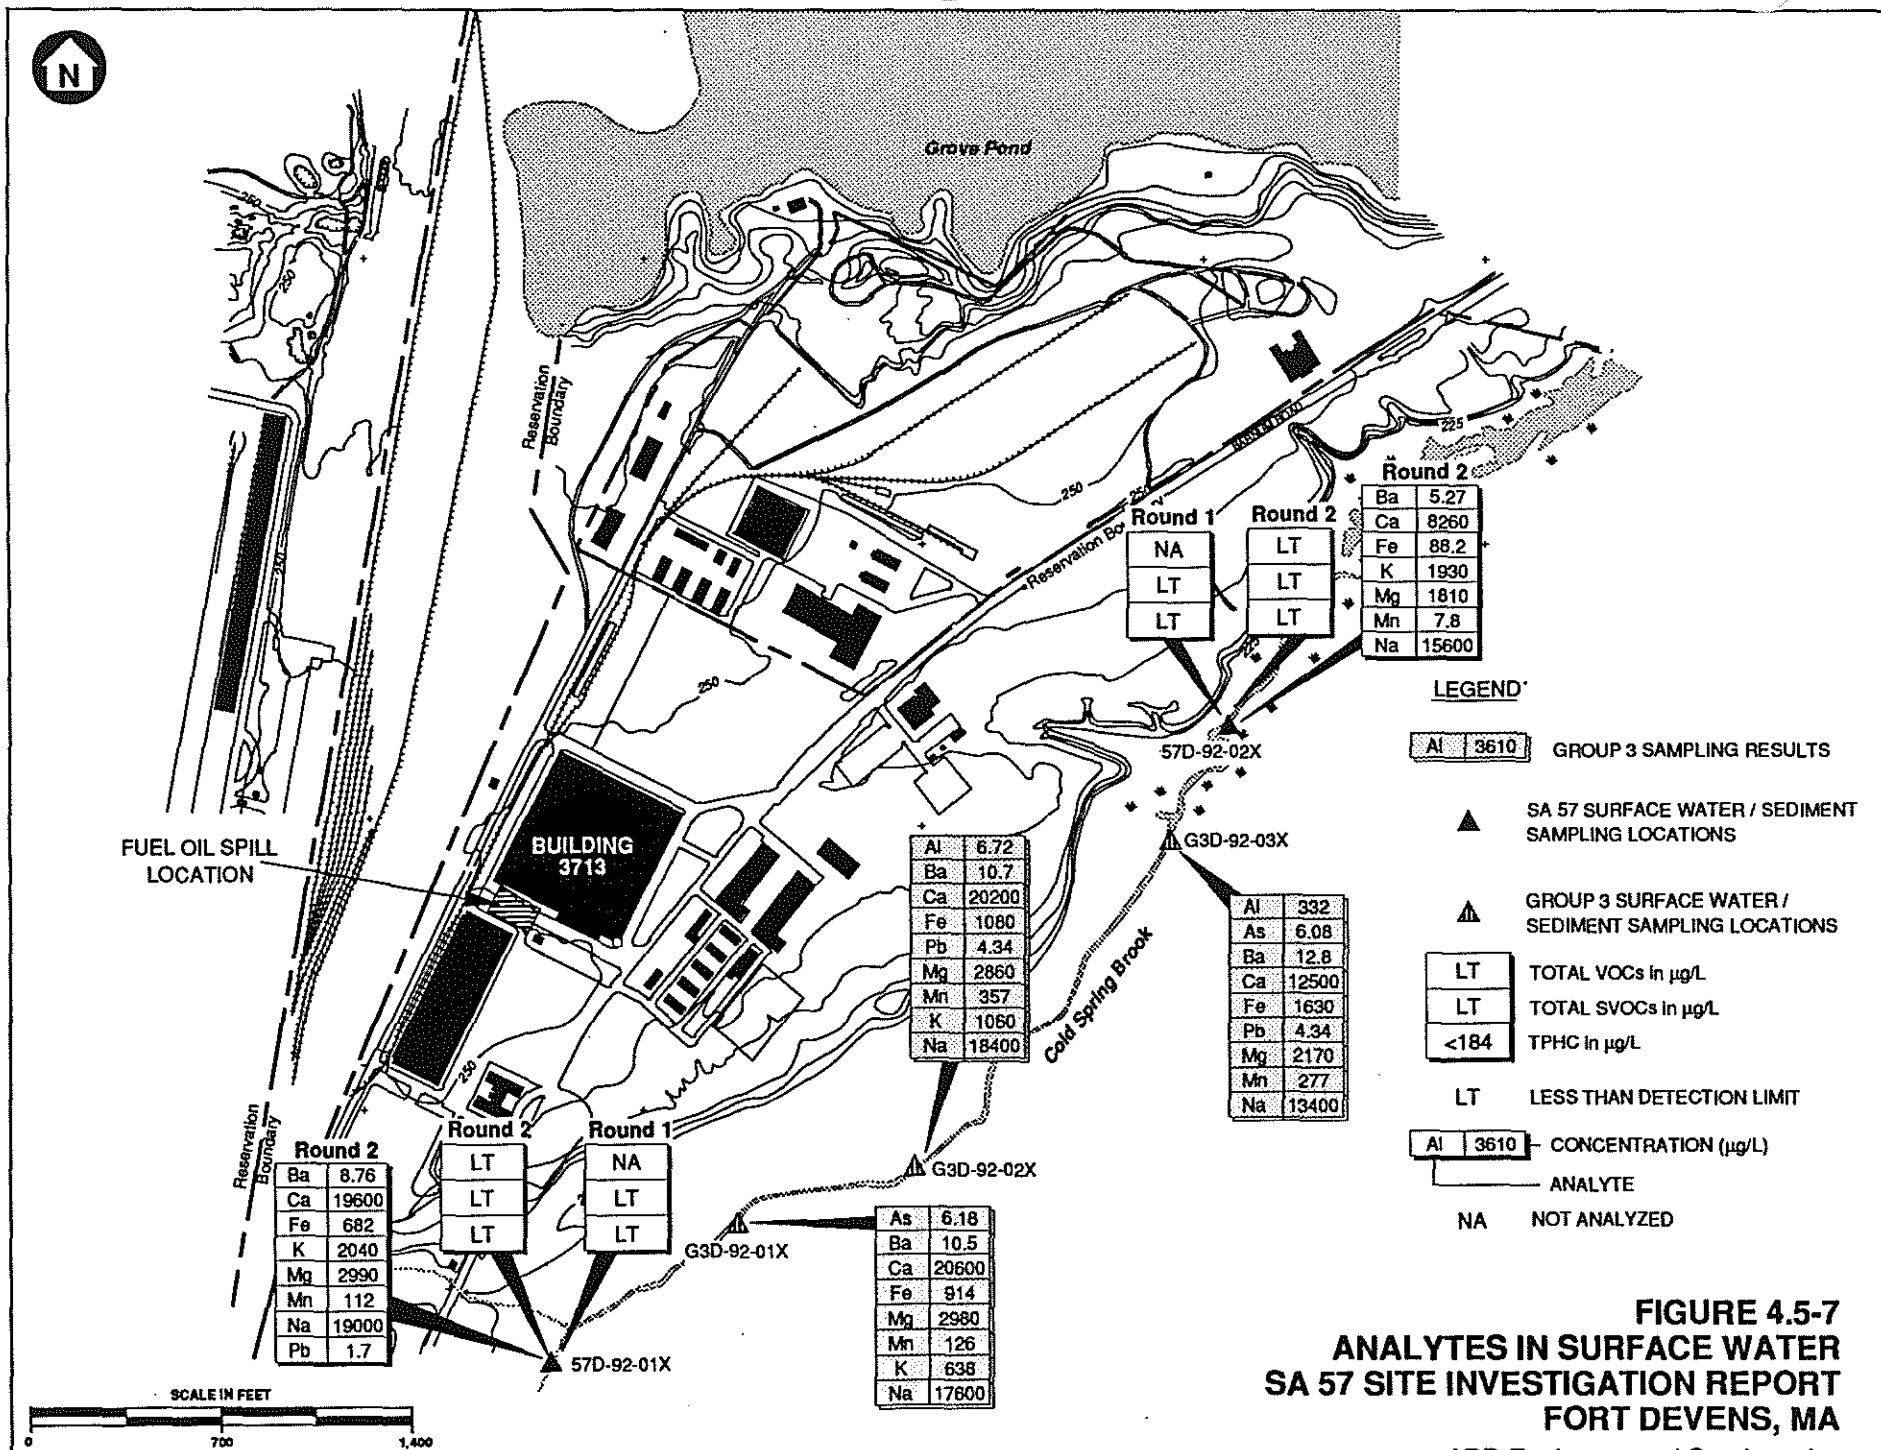 N
Grove Pond
250
250
250
Reservation
Boundary
BARNUM ROAD
225
250
250
Reservation Bo
Round 1
NA
LT
LT
Round 2
LT
LT
LT
Round 2
Ba 5.27
Ca 8260
Fe 88.2
K 1930
Mg 1810
Mn 7.8
Na 15600
225
250
57D-92-02X
LEGEND
Al 3610 GROUP 3 SAMPLING RESULTS
SA 57 SURFACE WATER / SEDIMENT
SAMPLING LOCATIONS
GROUP 3 SURFACE WATER /
SEDIMENT SAMPLING LOCATIONS
LT TOTAL VOCs in µg/L
LT TOTAL SVOCs in µg/L
<184 TPHC in µg/L
LT LESS THAN DETECTION LIMIT
Al 3610 CONCENTRATION (µg/L)
ANALYTE
NA NOT ANALYZED
FUEL OIL SPILL
LOCATION
BUILDING
3713
G3D-92-03X
Al 6.72
Ba 10.7
Ca 20200
Fe 1080
Pb 4.34
Mg 2860
Mn 357
K 1060
Na 18400
Al 332
As 6.08
Ba 12.8
Ca 12500
Fe 1630
Pb 4.34
Mg 2170
Mn 277
Na 13400
Cold Spring Brook
250
Reservation
Boundary
Round 2
Ba 8.76
Ca 19600
Fe 682
K 2040
Mg 2990
Mn 112
Na 19000
Pb 1.7
Round 2
LT
LT
LT
Round 1
NA
LT
LT
G3D-92-02X
G3D-92-01X
As 6.18
Ba 10.5
Ca 20600
Fe 914
Mg 2980
Mn 126
K 638
Na 17600
57D-92-01X
SCALE IN FEET
0 700 1,400
FIGURE 4.5-7
ANALYTES IN SURFACE WATER
SA 57 SITE INVESTIGATION REPORT
FORT DEVENS, MA